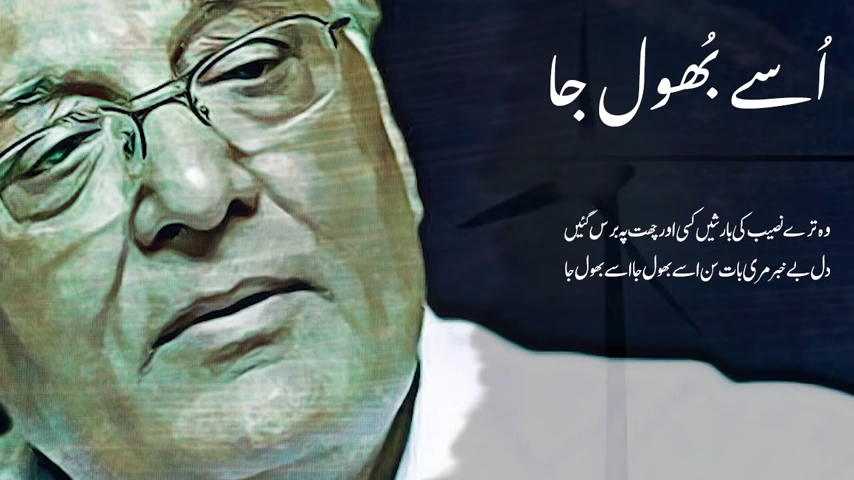 اُسے بُھول جا
وہ ترے نصیب کی بارشیں کسی اور چھت پہ برس گئیں
دل بے خبر مری بات سن اسے بھول جا اسے بھول جا